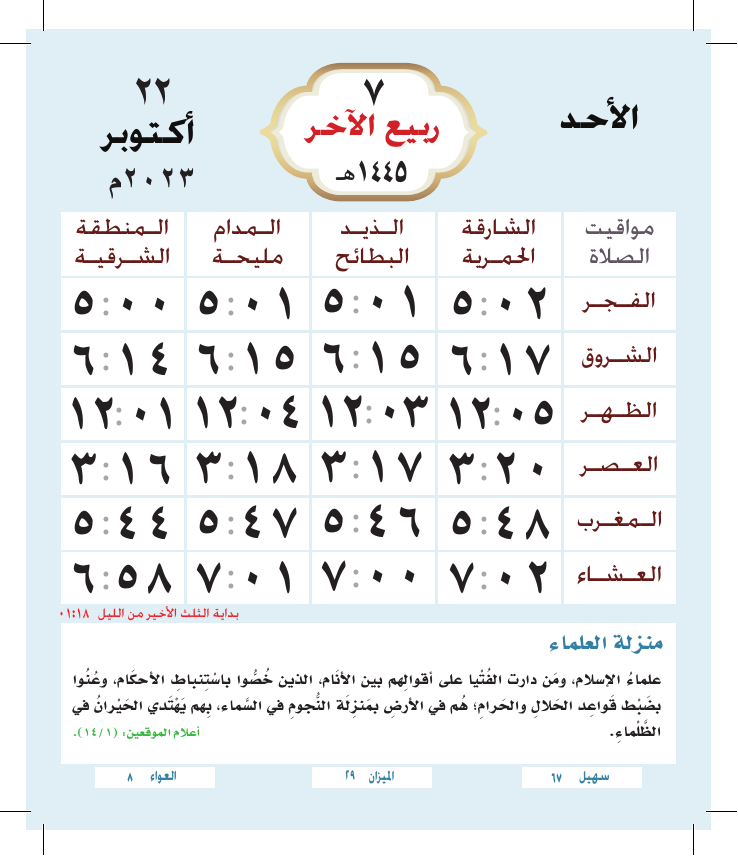 الأحد
٧
ربيع الآخر
١٤٤٥هـ
٢٢
أكتوبر
٢٠٢٣م
مواقيت الصلاة | الشارقة الحمرية | الذيد البطائح | المدام مليحة | المنطقة الشرقية
الفجر ٥:٠٢ ٥:٠١ ٥:٠١ ٥:٠٠
الشروق ٦:١٧ ٦:١٥ ٦:١٥ ٦:١٤
الظهر ١٢:٠٥ ١٢:٠٣ ١٢:٠٤ ١٢:٠١
العصر ٣:٢٠ ٣:١٧ ٣:١٨ ٣:١٦
المغرب ٥:٤٨ ٥:٤٦ ٥:٤٧ ٥:٤٤
العشاء ٧:٠٢ ٧:٠٠ ٧:٠١ ٦:٥٨
بداية الثلث الأخير من الليل ٠١:١٨
منزلة العلماء
علماءُ الإسلام، ومَن دارت الفُتْيا على أقوالِهم بين الأنَام، الذين خُصُّوا باسْتِنباطِ الأحكَام، وعُنُوا
بضَبْط قَواعِد الحَلالِ والحَرامِ؛ هُم في الأرضِ بمَنزِلَة النُّجومِ في السَّماء، بِهم يَهْتَدي الحَيْرانُ في
الظَّلْماءِ.
أعلام الموقعين: (١٤/١).
سهيل ٦٧
الميزان ٢٩
العواء ٨